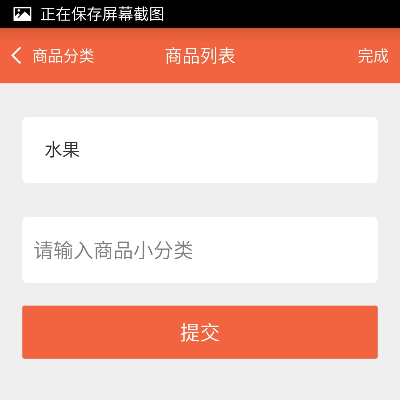 正在保存屏幕截图
商品分类 商品列表 完成
水果
请输入商品小分类
提交